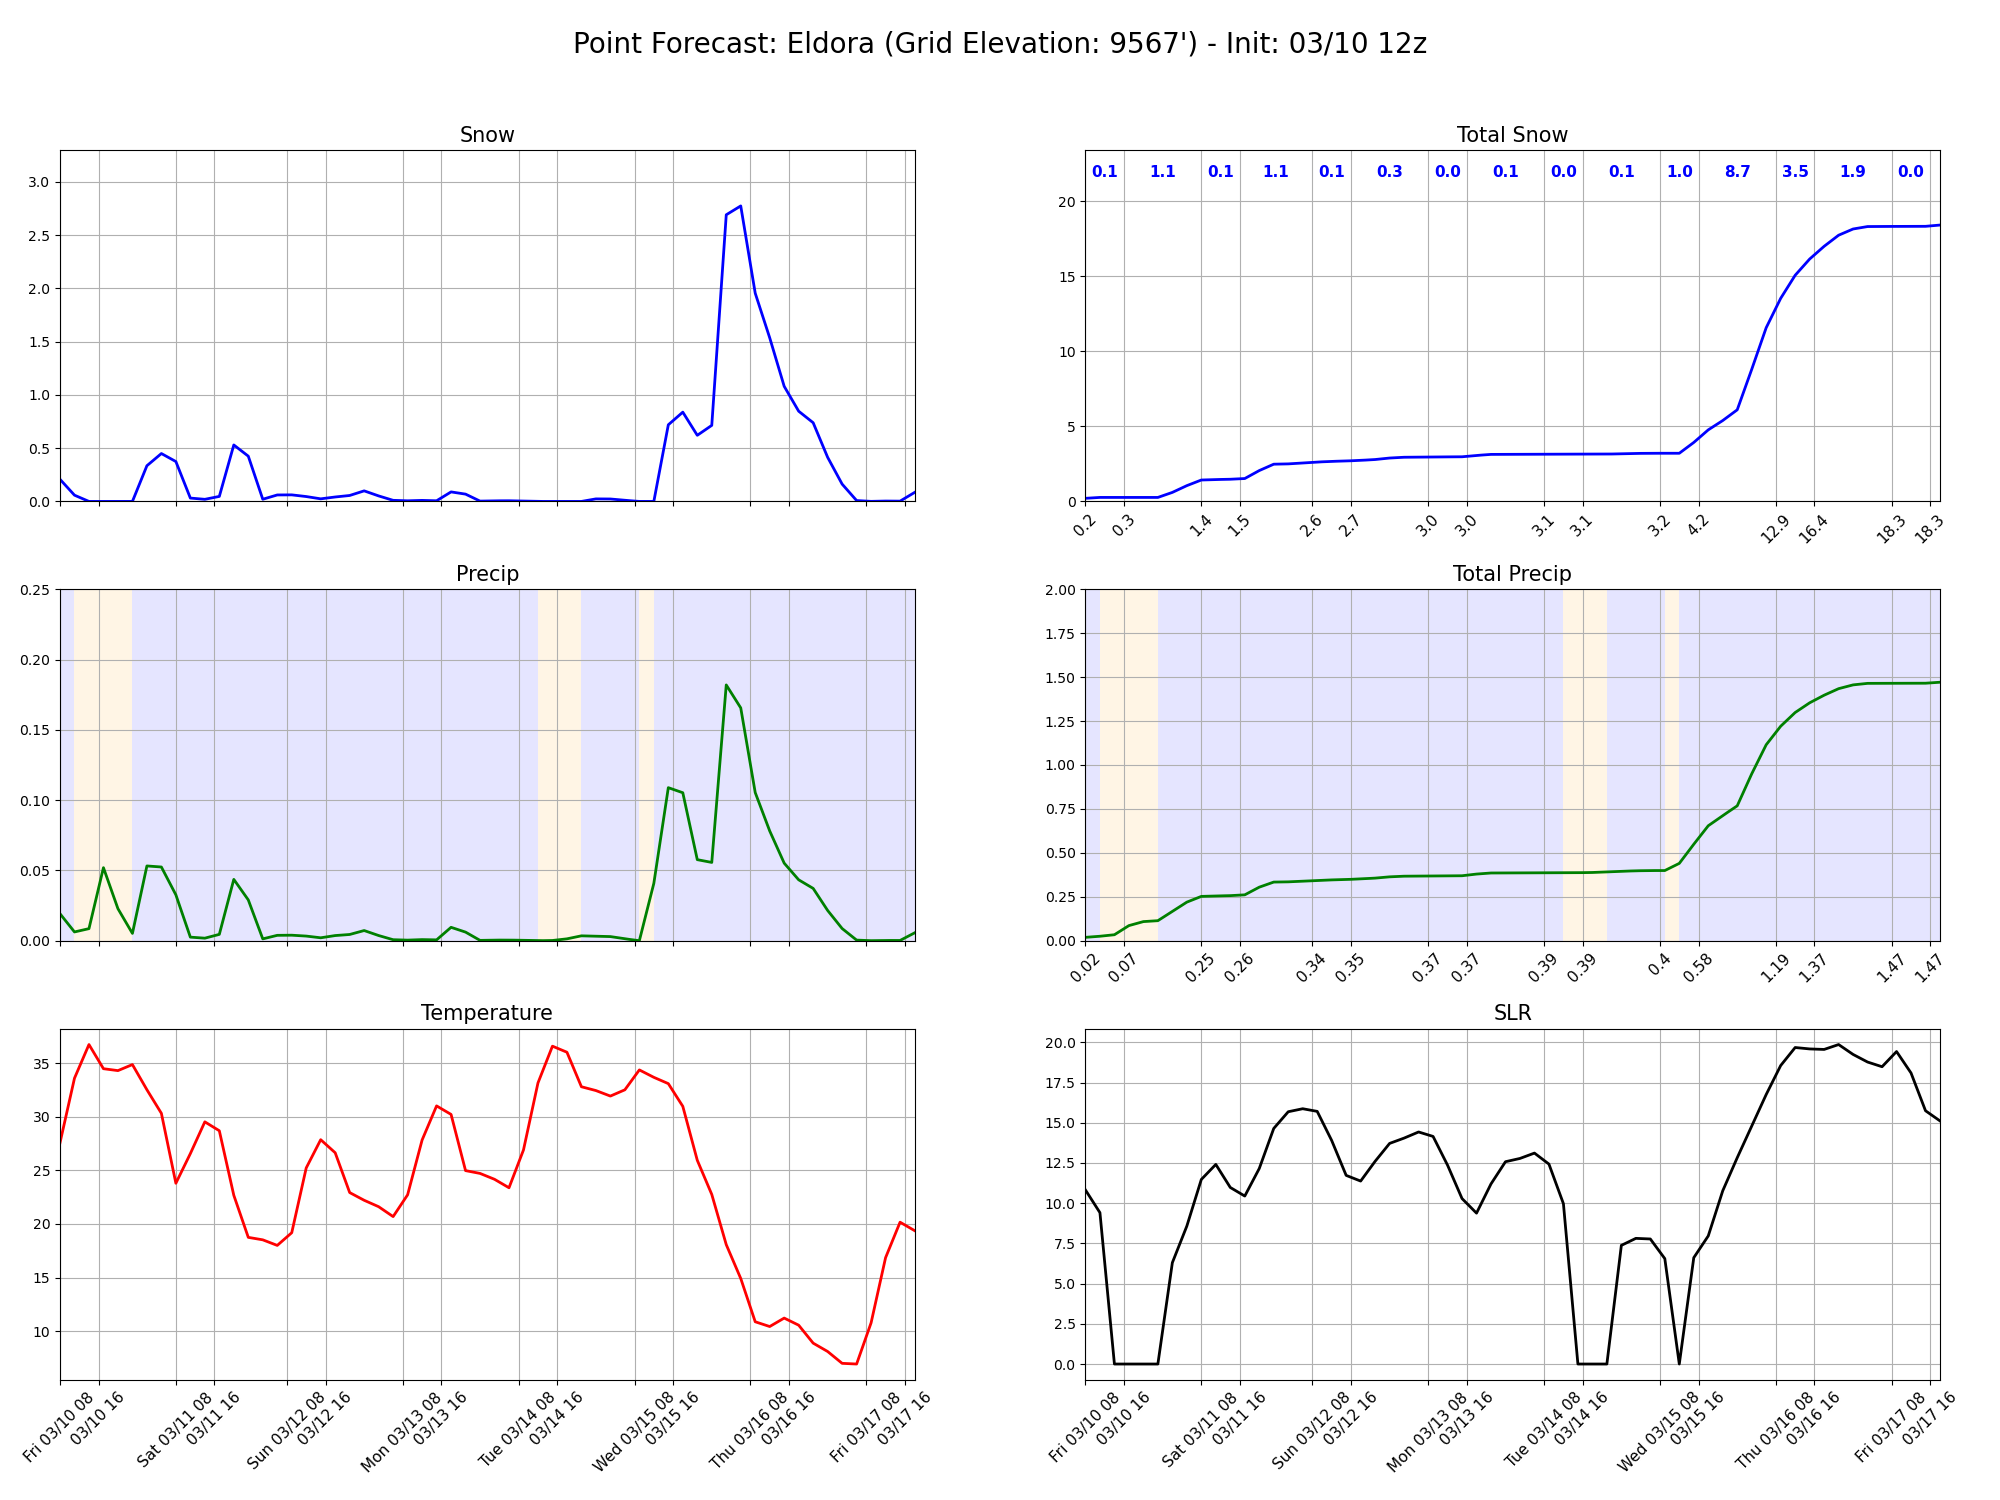 Point Forecast: Eldora (Grid Elevation: 9567') - Init: 03/10 12z
Snow
3.0
2.5
2.0
1.5
1.0
0.5
0.0
Total Snow
0.1 1.1 0.1 1.1 0.1 0.3 0.0 0.1 0.0 0.1 1.0 8.7 3.5 1.9 0.0
20
15
10
5
0
0.2 0.3 1.4 1.5 2.6 2.7 3.0 3.0 3.1 3.1 3.2 4.2 12.9 16.4 18.3 18.3
Precip
0.25
0.20
0.15
0.10
0.05
0.00
Total Precip
2.00
1.75
1.50
1.25
1.00
0.75
0.50
0.25
0.00
0.02 0.07 0.25 0.26 0.34 0.35 0.37 0.37 0.39 0.39 0.4 0.58 1.19 1.37 1.47 1.47
Temperature
35
30
25
20
15
10
Fri 03/10 08
03/10 16
Sat 03/11 08
03/11 16
Sun 03/12 08
03/12 16
Mon 03/13 08
03/13 16
Tue 03/14 08
03/14 16
Wed 03/15 08
03/15 16
Thu 03/16 08
03/16 16
Fri 03/17 08
03/17 16
SLR
20.0
17.5
15.0
12.5
10.0
7.5
5.0
2.5
0.0
Fri 03/10 08
03/10 16
Sat 03/11 08
03/11 16
Sun 03/12 08
03/12 16
Mon 03/13 08
03/13 16
Tue 03/14 08
03/14 16
Wed 03/15 08
03/15 16
Thu 03/16 08
03/16 16
Fri 03/17 08
03/17 16